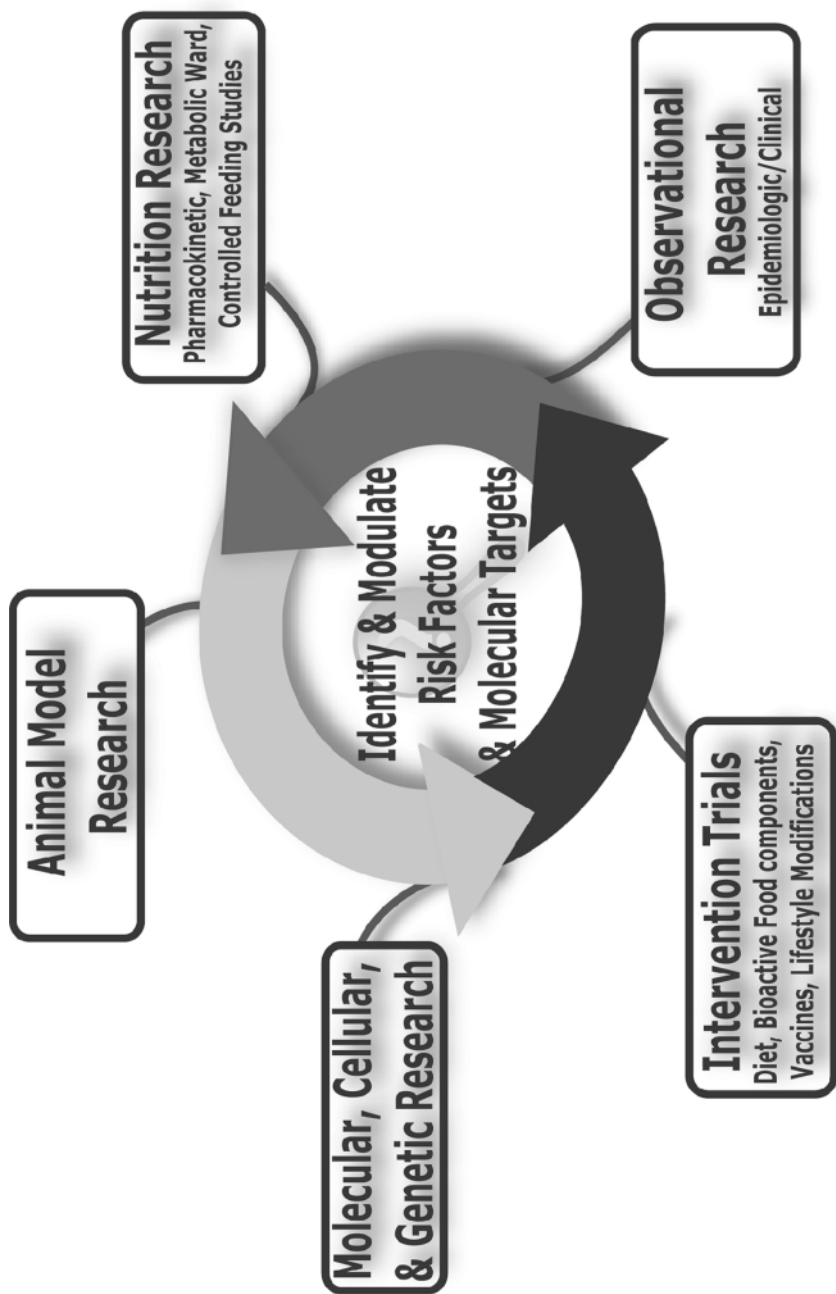 Animal Model
Research
Nutrition Research
Pharmacokinetic, Metabolic Ward,
Controlled Feeding Studies
Molecular, Cellular,
& Genetic Research
Identify & Modulate
Risk Factors
& Molecular Targets
Intervention Trials
Diet, Bioactive Food components,
Vaccines, Lifestyle Modifications
Observational
Research
Epidemiologic/Clinical